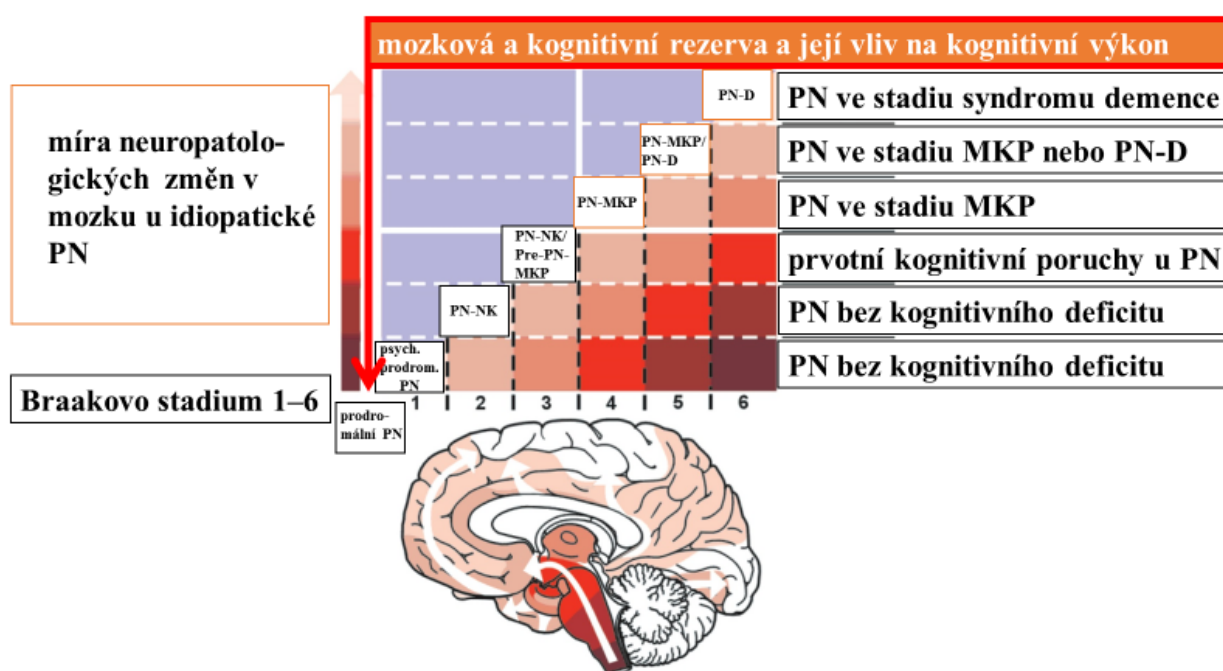 mozková a kognitivní rezerva a její vliv na kognitivní výkon
míra neuropatolo-
gických změn v
mozku u idiopatické
PN
PN-D
PN ve stadiu syndromu demence
PN-MKP/
PN-D
PN ve stadiu MKP nebo PN-D
PN-MKP
PN ve stadiu MKP
PN-NK/
Pre-PN-
MKP
prvotní kognitivní poruchy u PN
PN-NK
PN bez kognitivního deficitu
psych.
prodrom.
PN
PN bez kognitivního deficitu
Braakovo stadium 1–6
1 2 3 4 5 6
prodro-
mální PN